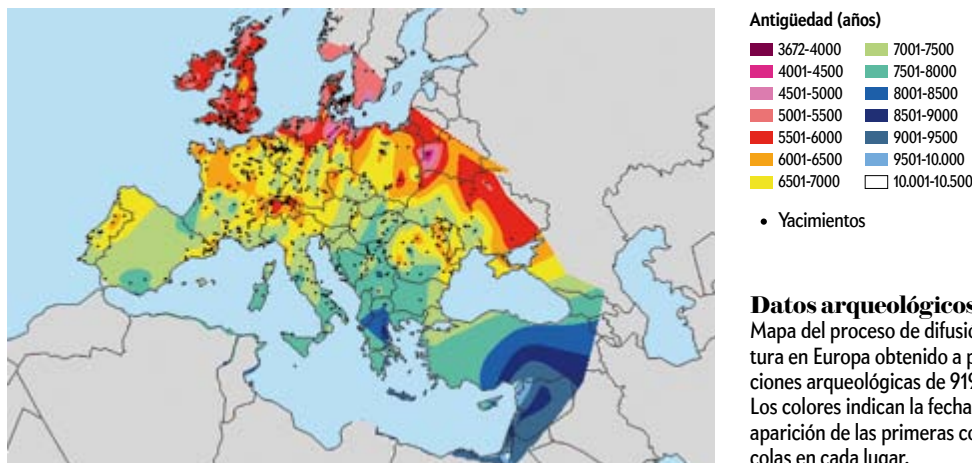 Antigüedad (años)
3672-4000
4001-4500
4501-5000
5001-5500
5501-6000
6001-6500
6501-7000
7001-7500
7501-8000
8001-8500
8501-9000
9001-9500
9501-10.000
10.001-10.500
• Yacimientos
Datos arqueológicos
Mapa del proceso de difusio
tura en Europa obtenido a p
ciones arqueológicas de 919
Los colores indican la fecha
aparición de las primeras co
colas en cada lugar.